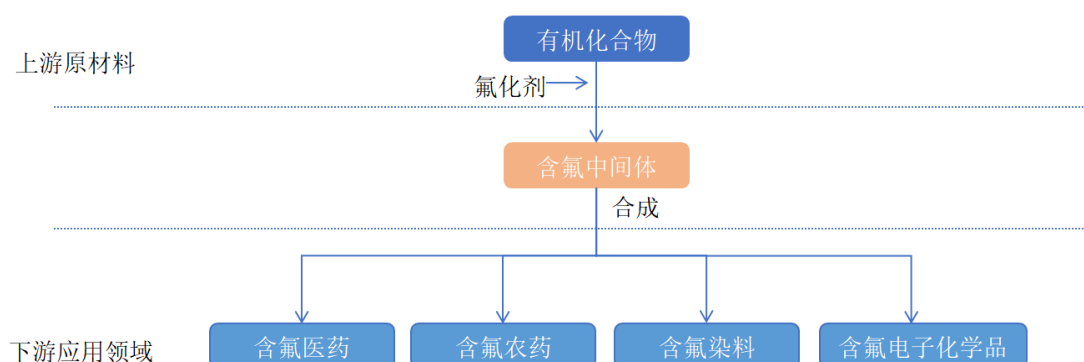 有机化合物
上游原材料
氟化剂
含氟中间体
合成
下游应用领域
含氟医药
含氟农药
含氟染料
含氟电子化学品